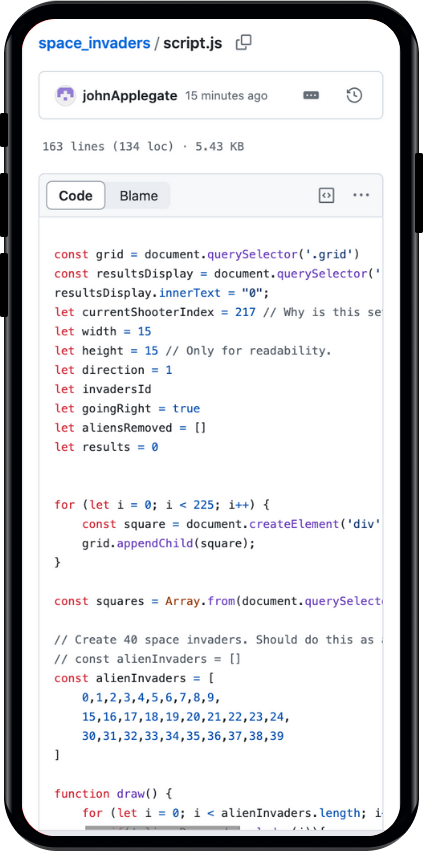 space_invaders / script.js
johnApplegate 15 minutes ago
163 lines (134 loc) · 5.43 KB
Code Blame
const grid = document.querySelector('.grid')
const resultsDisplay = document.querySelector('
resultsDisplay.innerText = "0";
let currentShooterIndex = 217 // Why is this se
let width = 15
let height = 15 // Only for readability.
let direction = 1
let invadersId
let goingRight = true
let aliensRemoved = []
let results = 0
for (let i = 0; i < 225; i++) {
    const square = document.createElement('div'
    grid.appendChild(square);
}
const squares = Array.from(document.querySelect
// Create 40 space invaders. Should do this as
// const alienInvaders = []
const alienInvaders = [
    0,1,2,3,4,5,6,7,8,9,
    15,16,17,18,19,20,21,22,23,24,
    30,31,32,33,34,35,36,37,38,39
]
function draw() {
    for (let i = 0; i < alienInvaders.length; i